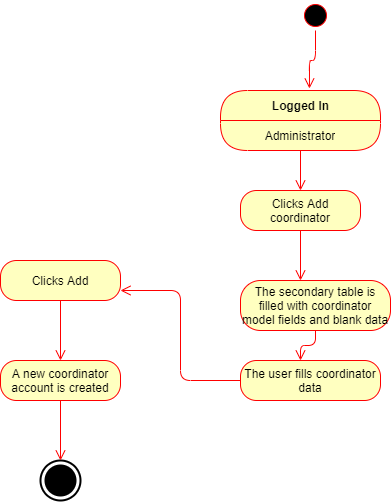 Logged In
Administrator
Clicks Add
coordinator
The secondary table is
filled with coordinator
model fields and blank data
The user fills coordinator
data
Clicks Add
A new coordinator
account is created